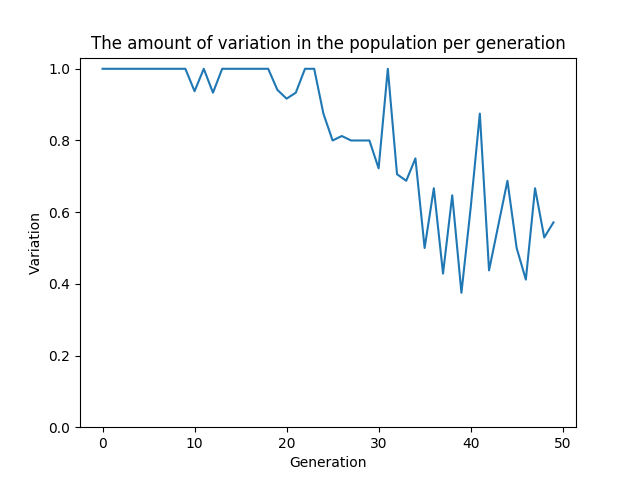 The amount of variation in the population per generation
1.0
0.8
0.6
0.4
0.2
0.0
Variation
0 10 20 30 40 50
Generation